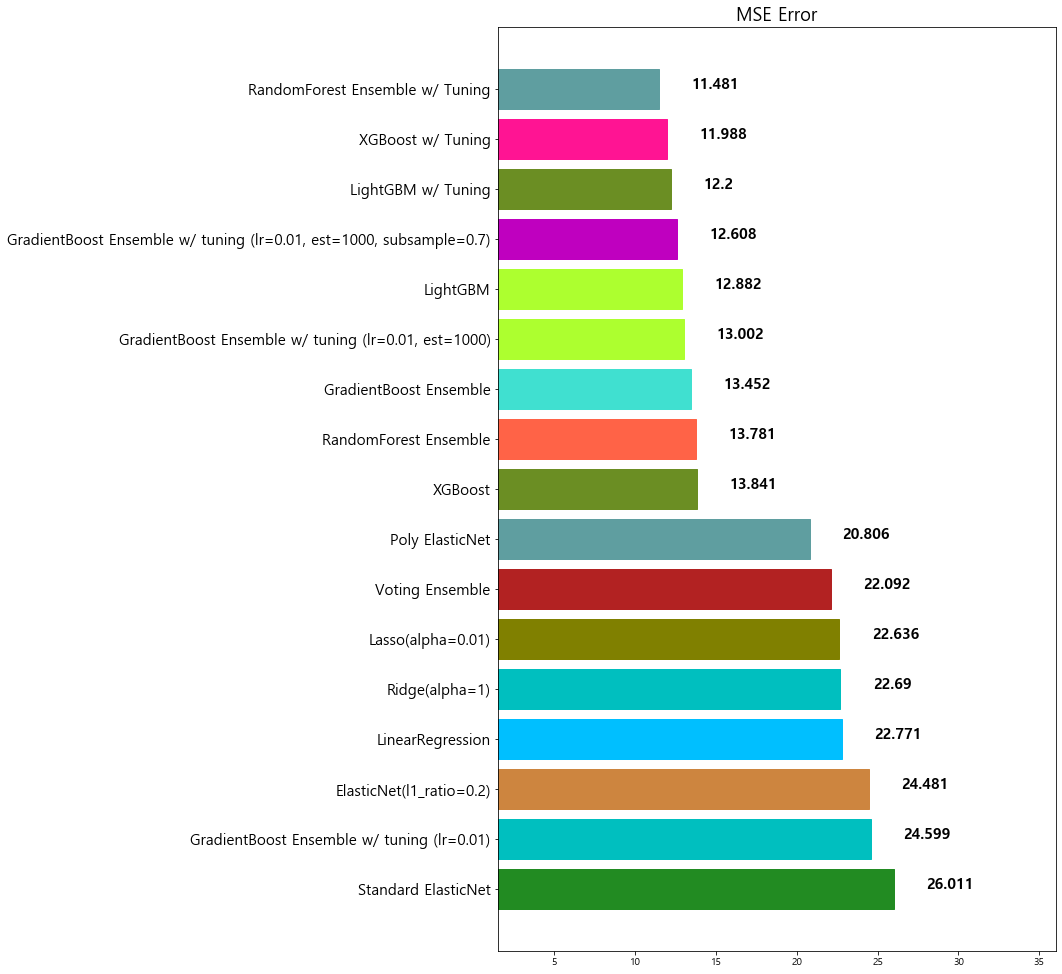 MSE Error
RandomForest Ensemble w/ Tuning 11.481
XGBoost w/ Tuning 11.988
LightGBM w/ Tuning 12.2
GradientBoost Ensemble w/ tuning (lr=0.01, est=1000, subsample=0.7) 12.608
LightGBM 12.882
GradientBoost Ensemble w/ tuning (lr=0.01, est=1000) 13.002
GradientBoost Ensemble 13.452
RandomForest Ensemble 13.781
XGBoost 13.841
Poly ElasticNet 20.806
Voting Ensemble 22.092
Lasso(alpha=0.01) 22.636
Ridge(alpha=1) 22.69
LinearRegression 22.771
ElasticNet(l1_ratio=0.2) 24.481
GradientBoost Ensemble w/ tuning (lr=0.01) 24.599
Standard ElasticNet 26.011
5 10 15 20 25 30 35